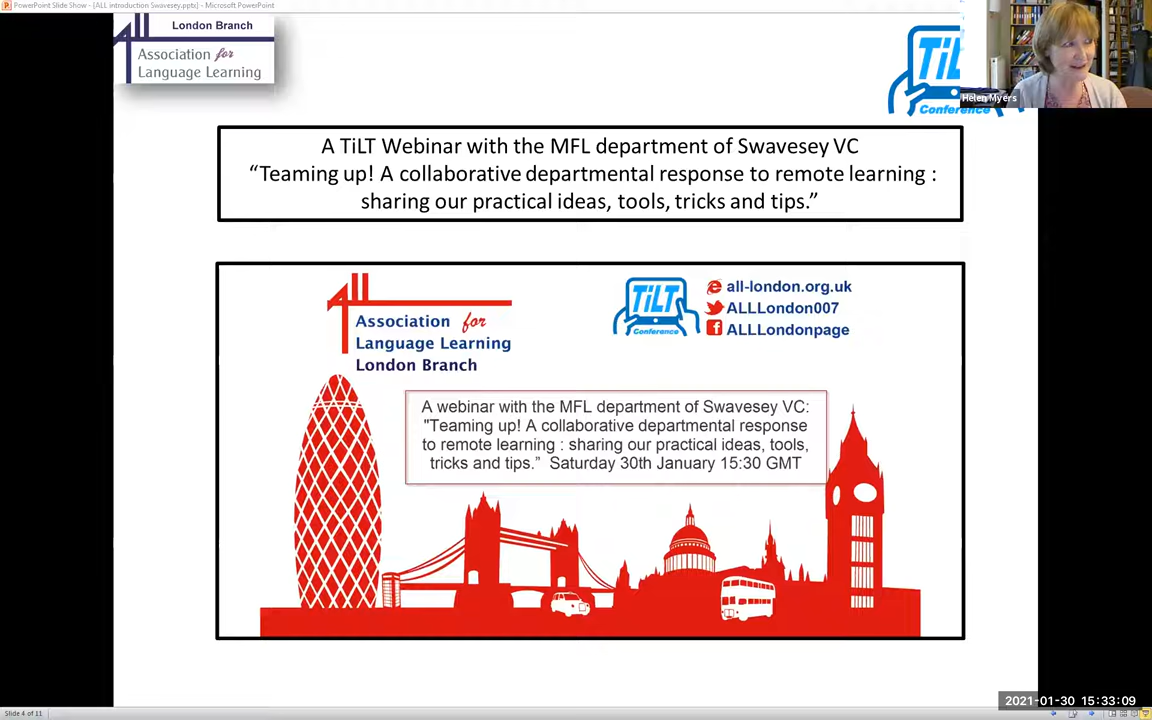 PowerPoint Slide Show - [ALL introduction Swavesey.pptx] - Microsoft PowerPoint
London Branch
Association for
Language Learning
TiL
Conference
Helen Myers
A TiLT Webinar with the MFL department of Swavesey VC
“Teaming up! A collaborative departmental response to remote learning :
sharing our practical ideas, tools, tricks and tips.”
Association for
Language Learning
London Branch
TiLT
Conference
all-london.org.uk
ALLLondon007
ALLLondonpage
A webinar with the MFL department of Swavesey VC:
"Teaming up! A collaborative departmental response
to remote learning : sharing our practical ideas, tools,
tricks and tips.” Saturday 30th January 15:30 GMT
2021-01-30 15:33:09
Slide 4 of 11